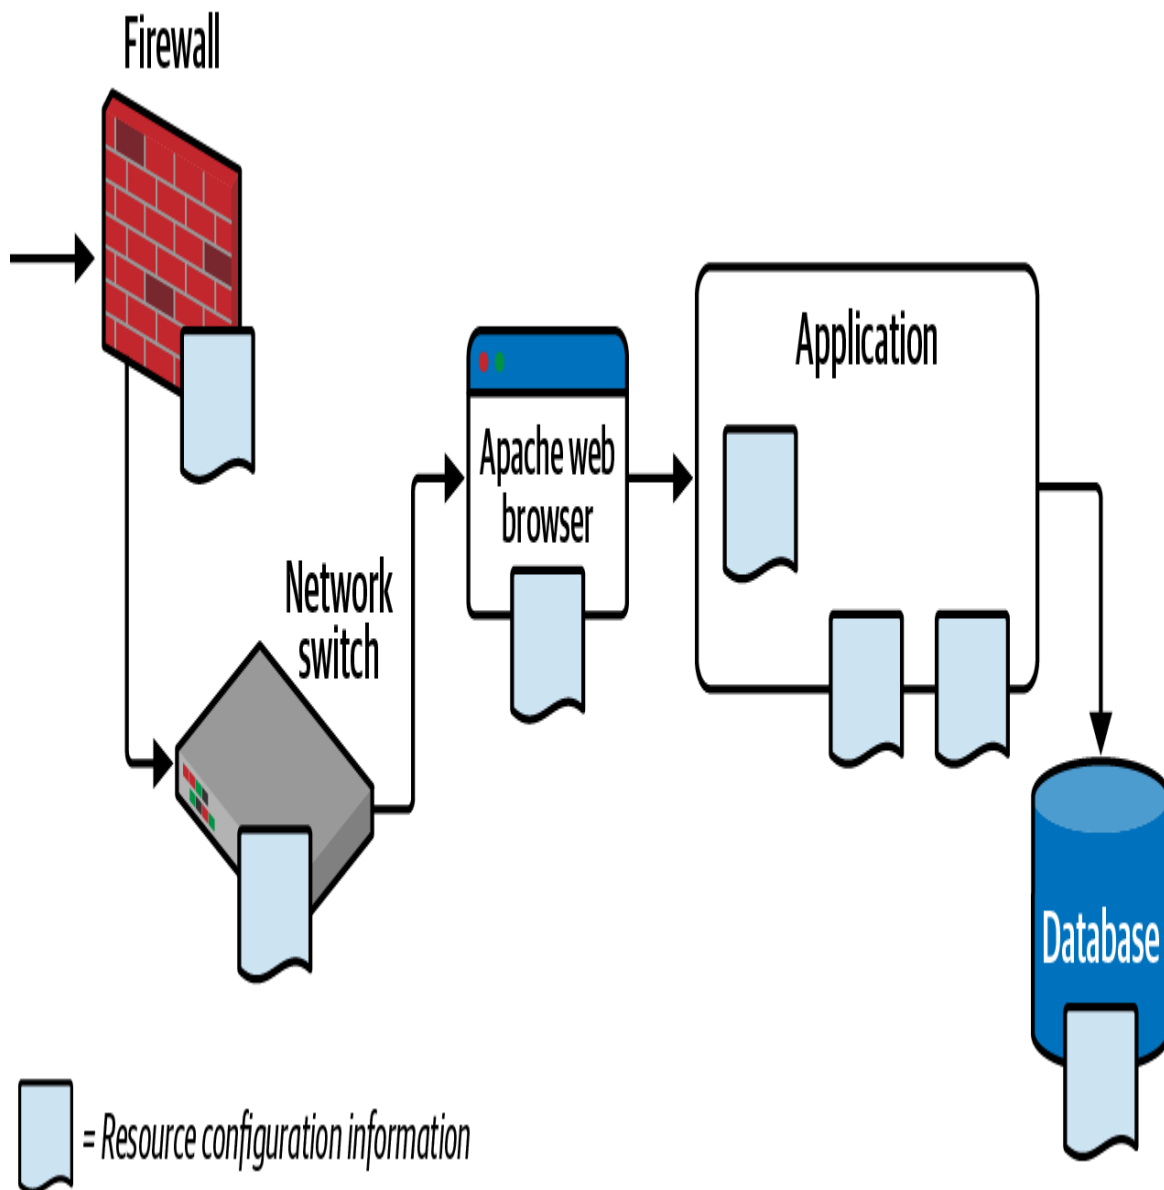 Firewall
Application
Apache web
browser
Network
switch
Database
= Resource configuration information